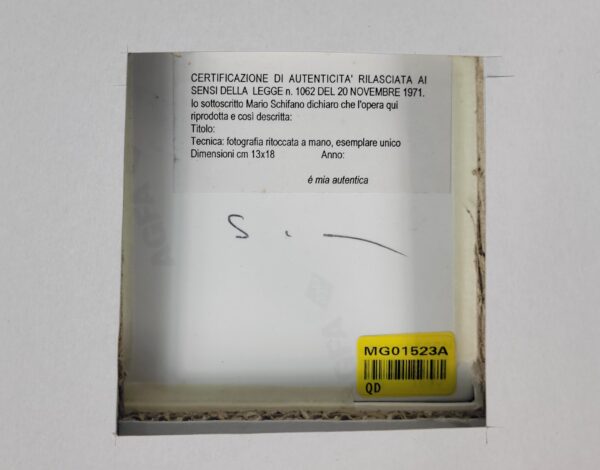 CERTIFICAZIONE DI AUTENTICITA' RILASCIATA AI
SENSI DELLA LEGGE n. 1062 DEL 20 NOVEMBRE 1971.
Io sottoscritto Mario Schifano dichiaro che l'opera qui
riprodotta e così descritta:
Titolo:
Tecnica: fotografia ritoccata a mano, esemplare unico
Dimensioni cm 13x18 Anno:
é mia autentica
AGFA
AGFA
MG01523A
QD